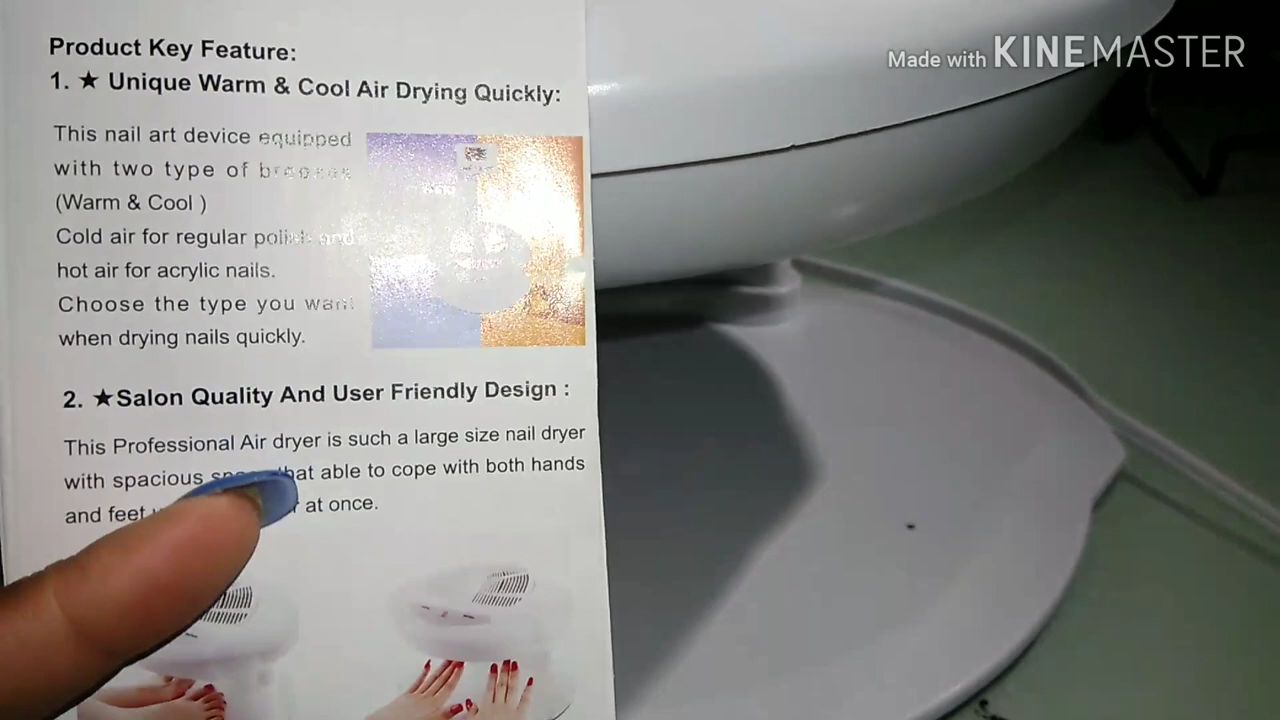 Made with KINEMASTER
Product Key Feature:
1. ★ Unique Warm & Cool Air Drying Quickly:
This nail art device equipped
with two type of
(Warm & Cool )
Cold air for regular polish and
hot air for acrylic nails.
Choose the type you want
when drying nails quickly.
2. ★Salon Quality And User Friendly Design :
This Professional Air dryer is such a large size nail dryer
with spacious that able to cope with both hands
and feet at once.